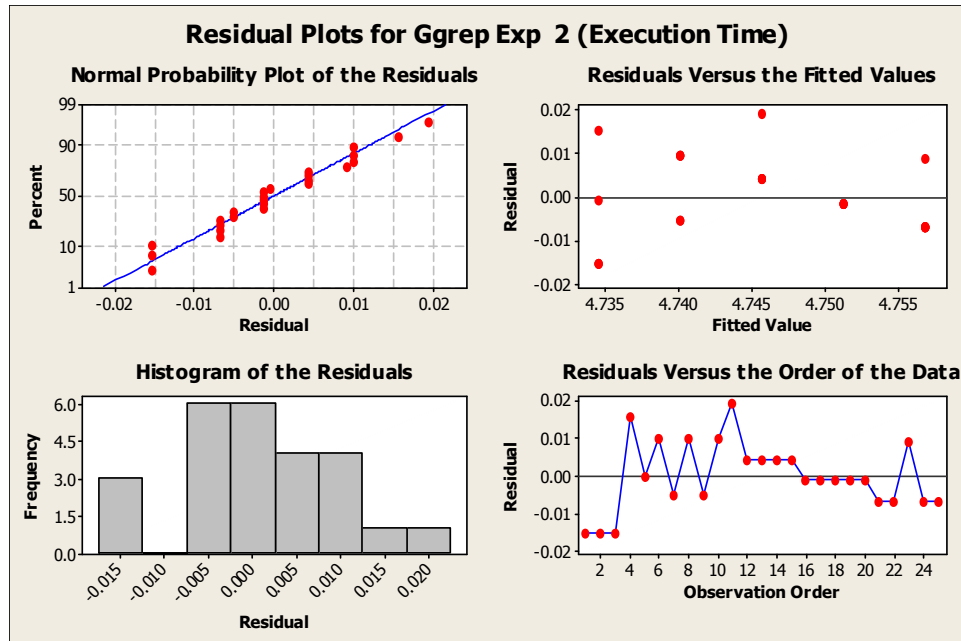 Residual Plots for Ggrep Exp 2 (Execution Time)
Normal Probability Plot of the Residuals
99
90
50
10
1
Percent
-0.02 -0.01 0.00 0.01 0.02
Residual
Residuals Versus the Fitted Values
0.02
0.01
0.00
-0.01
-0.02
Residual
4.735 4.740 4.745 4.750 4.755
Fitted Value
Histogram of the Residuals
6.0
4.5
3.0
1.5
0.0
Frequency
-0.015 -0.010 -0.005 0.000 0.005 0.010 0.015 0.020
Residual
Residuals Versus the Order of the Data
0.02
0.01
0.00
-0.01
-0.02
Residual
2 4 6 8 10 12 14 16 18 20 22 24
Observation Order